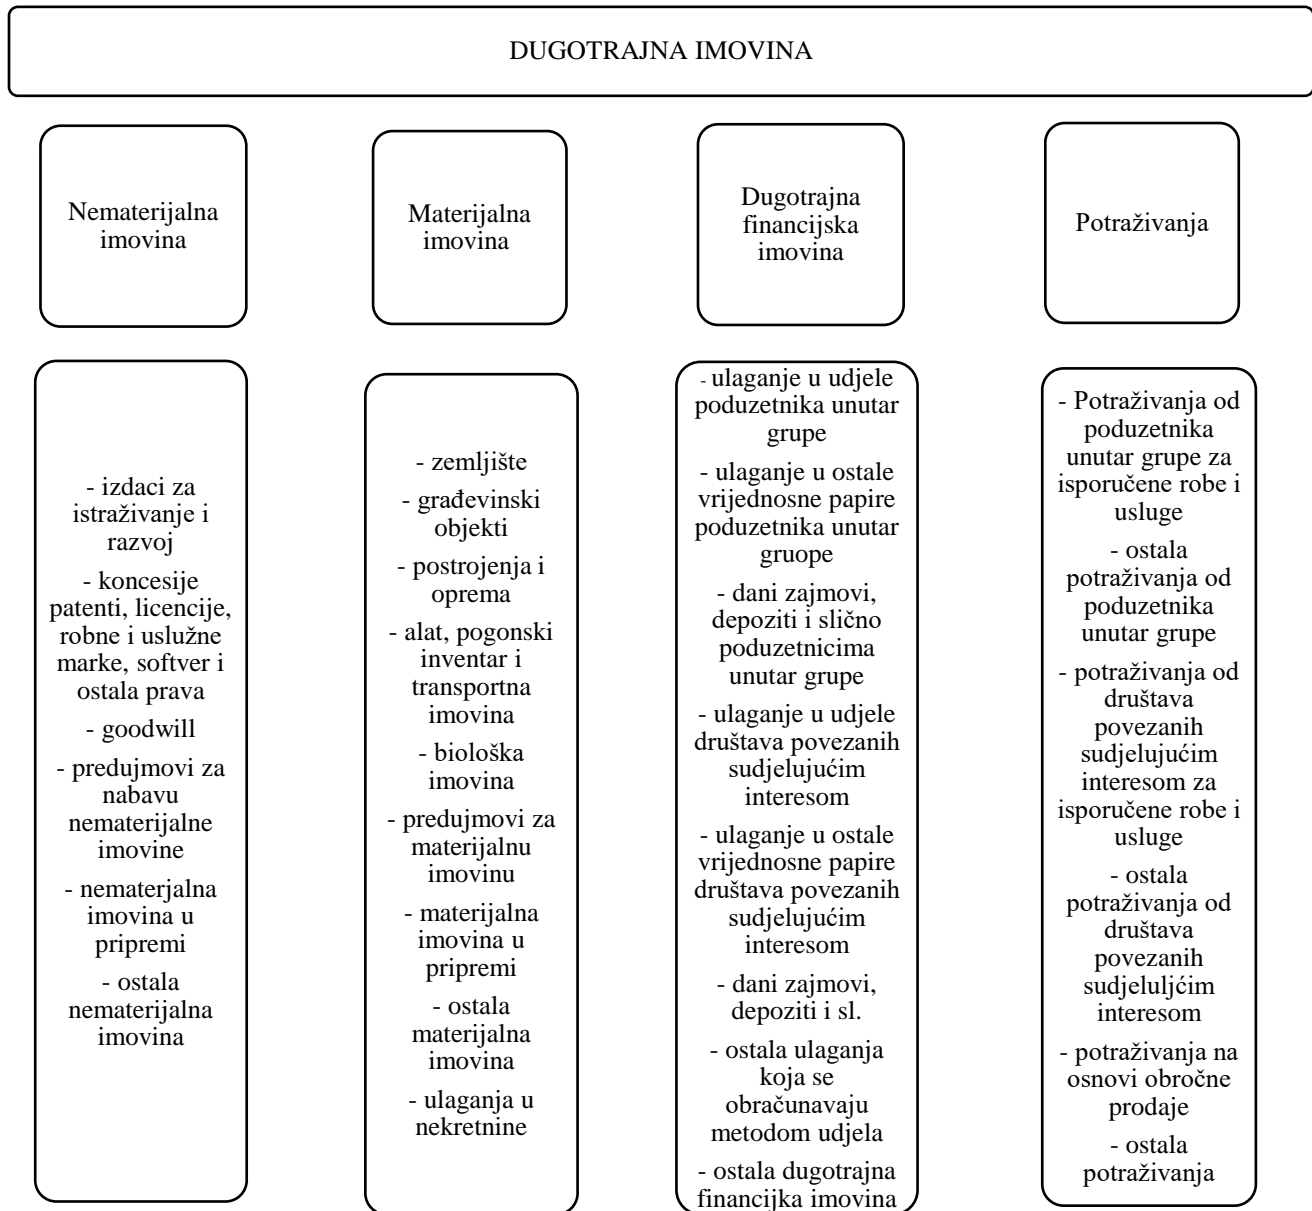 DUGOTRAJNA IMOVINA
Nematerijalna
imovina
Materijalna
imovina
Dugotrajna
financijska
imovina
Potraživanja
- izdaci za
istraživanje i
razvoj
- koncesije
patenti, licencije,
robne i uslužne
marke, softver i
ostala prava
- goodwill
- predujmovi za
nabavu
nematerijalne
imovine
- nematerjalna
imovina u
pripremi
- ostala
nematerijalna
imovina
- zemljište
- građevinski
objekti
- postrojenja i
oprema
- alat, pogonski
inventar i
transportna
imovina
- biološka
imovina
- predujmovi za
materijalnu
imovinu
- materijalna
imovina u
pripremi
- ostala
materijalna
imovina
- ulaganja u
nekretnine
- ulaganje u udjele
poduzetnika unutar
grupe
- ulaganje u ostale
vrijednosne papire
poduzetnika unutar
gruope
- dani zajmovi,
depoziti i slično
poduzetnicima
unutar grupe
- ulaganje u udjele
društava povezanih
sudjelujućim
interesom
- ulaganje u ostale
vrijednosne papire
društava povezanih
sudjelujućim
interesom
- dani zajmovi,
depoziti i sl.
- ostala ulaganja
koja se
obračunavaju
metodom udjela
- ostala dugotrajna
financijka imovina
- Potraživanja od
poduzetnika
unutar grupe za
isporučene robe i
usluge
- ostala
potraživanja od
poduzetnika
unutar grupe
- potraživanja od
društava
povezanih
sudjelujućim
interesom za
isporučene robe i
usluge
- ostala
potraživanja od
društava
povezanih
sudjeluljćim
interesom
- potraživanja na
osnovi obročne
prodaje
- ostala
potraživanja